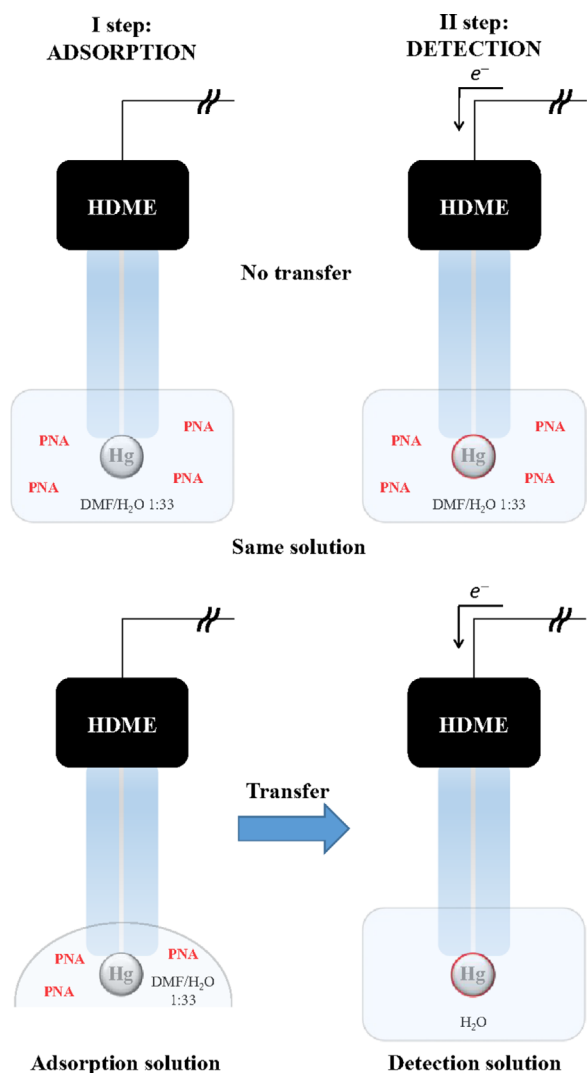 I step:
ADSORPTION
II step:
DETECTION
e⁻
HDME
HDME
No transfer
PNA
PNA
PNA
PNA
Hg
DMF/H₂O 1:33
PNA
PNA
PNA
PNA
Hg
DMF/H₂O 1:33
Same solution
e⁻
HDME
HDME
Transfer
PNA
PNA
PNA
Hg
DMF/H₂O
1:33
Hg
H₂O
Adsorption solution
Detection solution